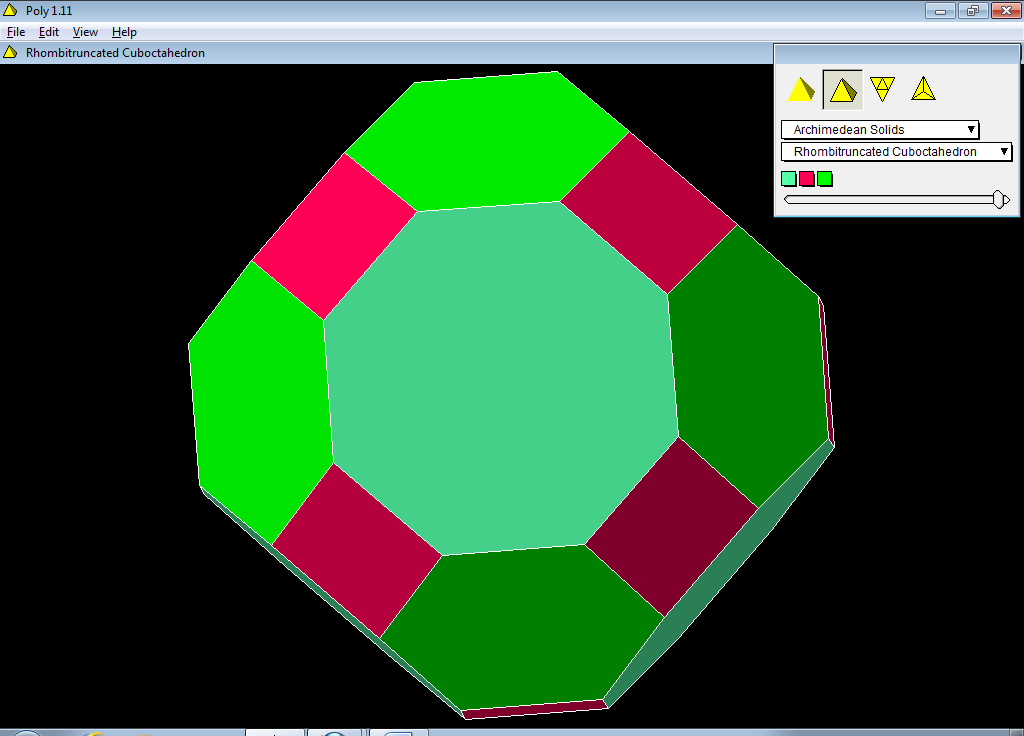 Poly 1.11
File Edit View Help
Rhombitruncated Cuboctahedron
Archimedean Solids
Rhombitruncated Cuboctahedron